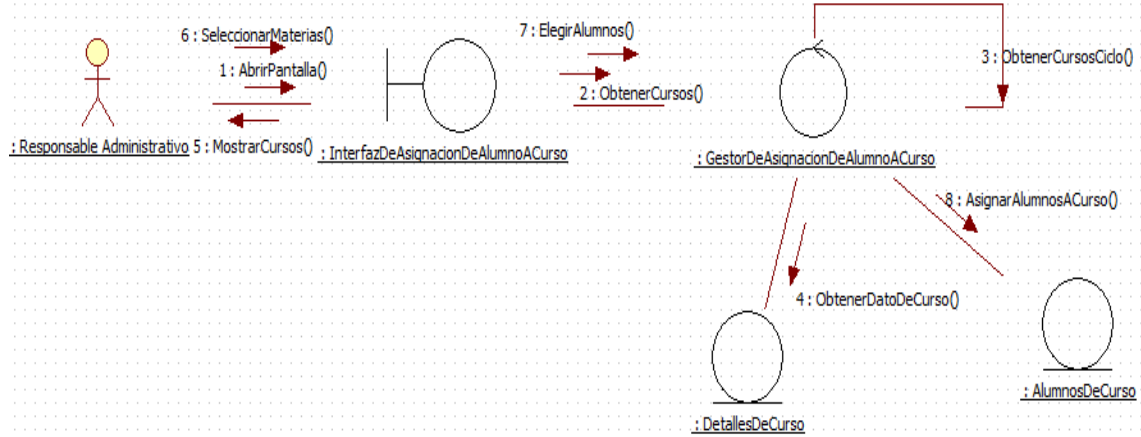 6 : SeleccionarMaterias()
7 : ElegirAlumnos()
3 : ObtenerCursosCiclo()
1 : AbrirPantalla()
2 : ObtenerCursos()
: Responsable Administrativo
5 : MostrarCursos()
: InterfazDeAsignacionDeAlumnoACurso
: GestorDeAsignacionDeAlumnoACurso
8 : AsignarAlumnosACurso()
4 : ObtenerDatoDeCurso()
: AlumnosDeCurso
: DetallesDeCurso